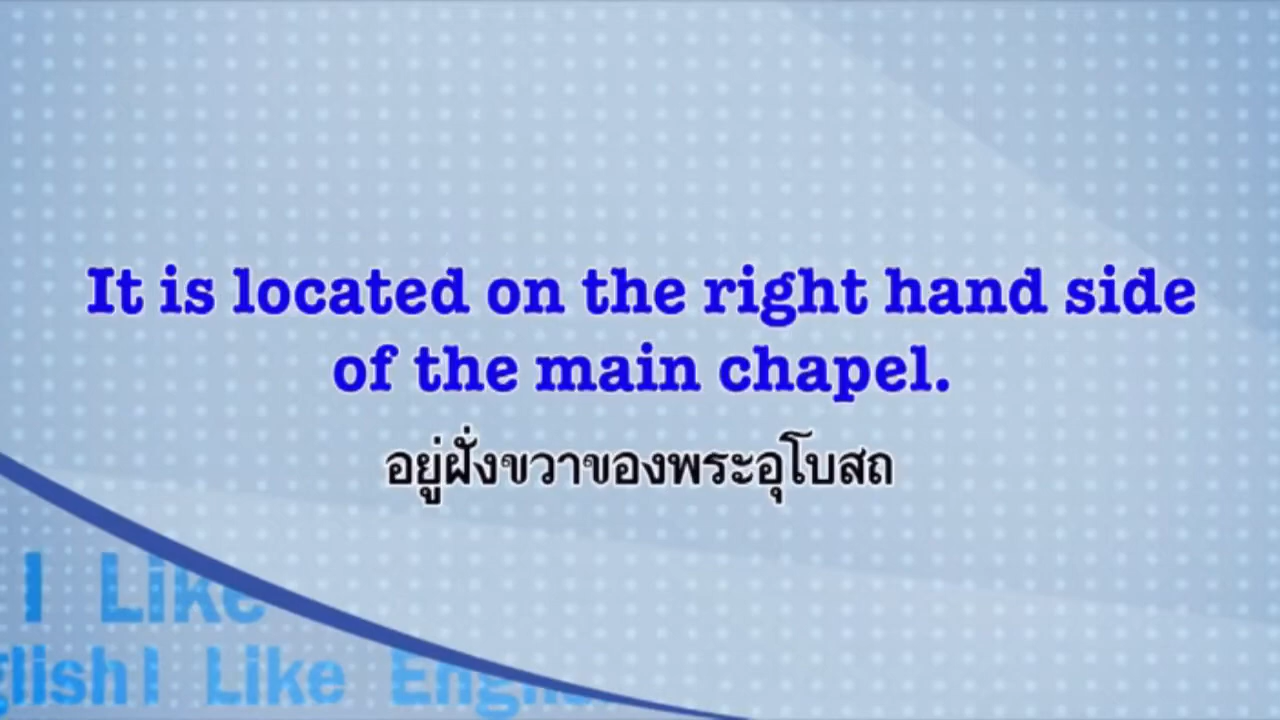 It is located on the right hand side
of the main chapel.
อยู่ฝั่งขวาของพระอุโบสถ
I Like
glish I Like Engli